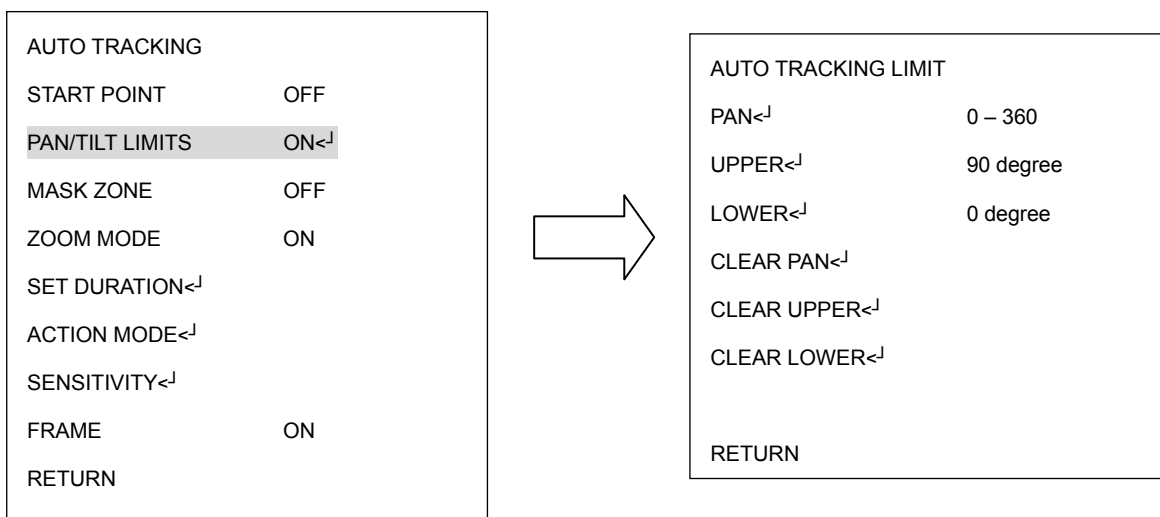 AUTO TRACKING
START POINT OFF
PAN/TILT LIMITS ON<┘
MASK ZONE OFF
ZOOM MODE ON
SET DURATION<┘
ACTION MODE<┘
SENSITIVITY<┘
FRAME ON
RETURN
AUTO TRACKING LIMIT
PAN<┘ 0 – 360
UPPER<┘ 90 degree
LOWER<┘ 0 degree
CLEAR PAN<┘
CLEAR UPPER<┘
CLEAR LOWER<┘
RETURN